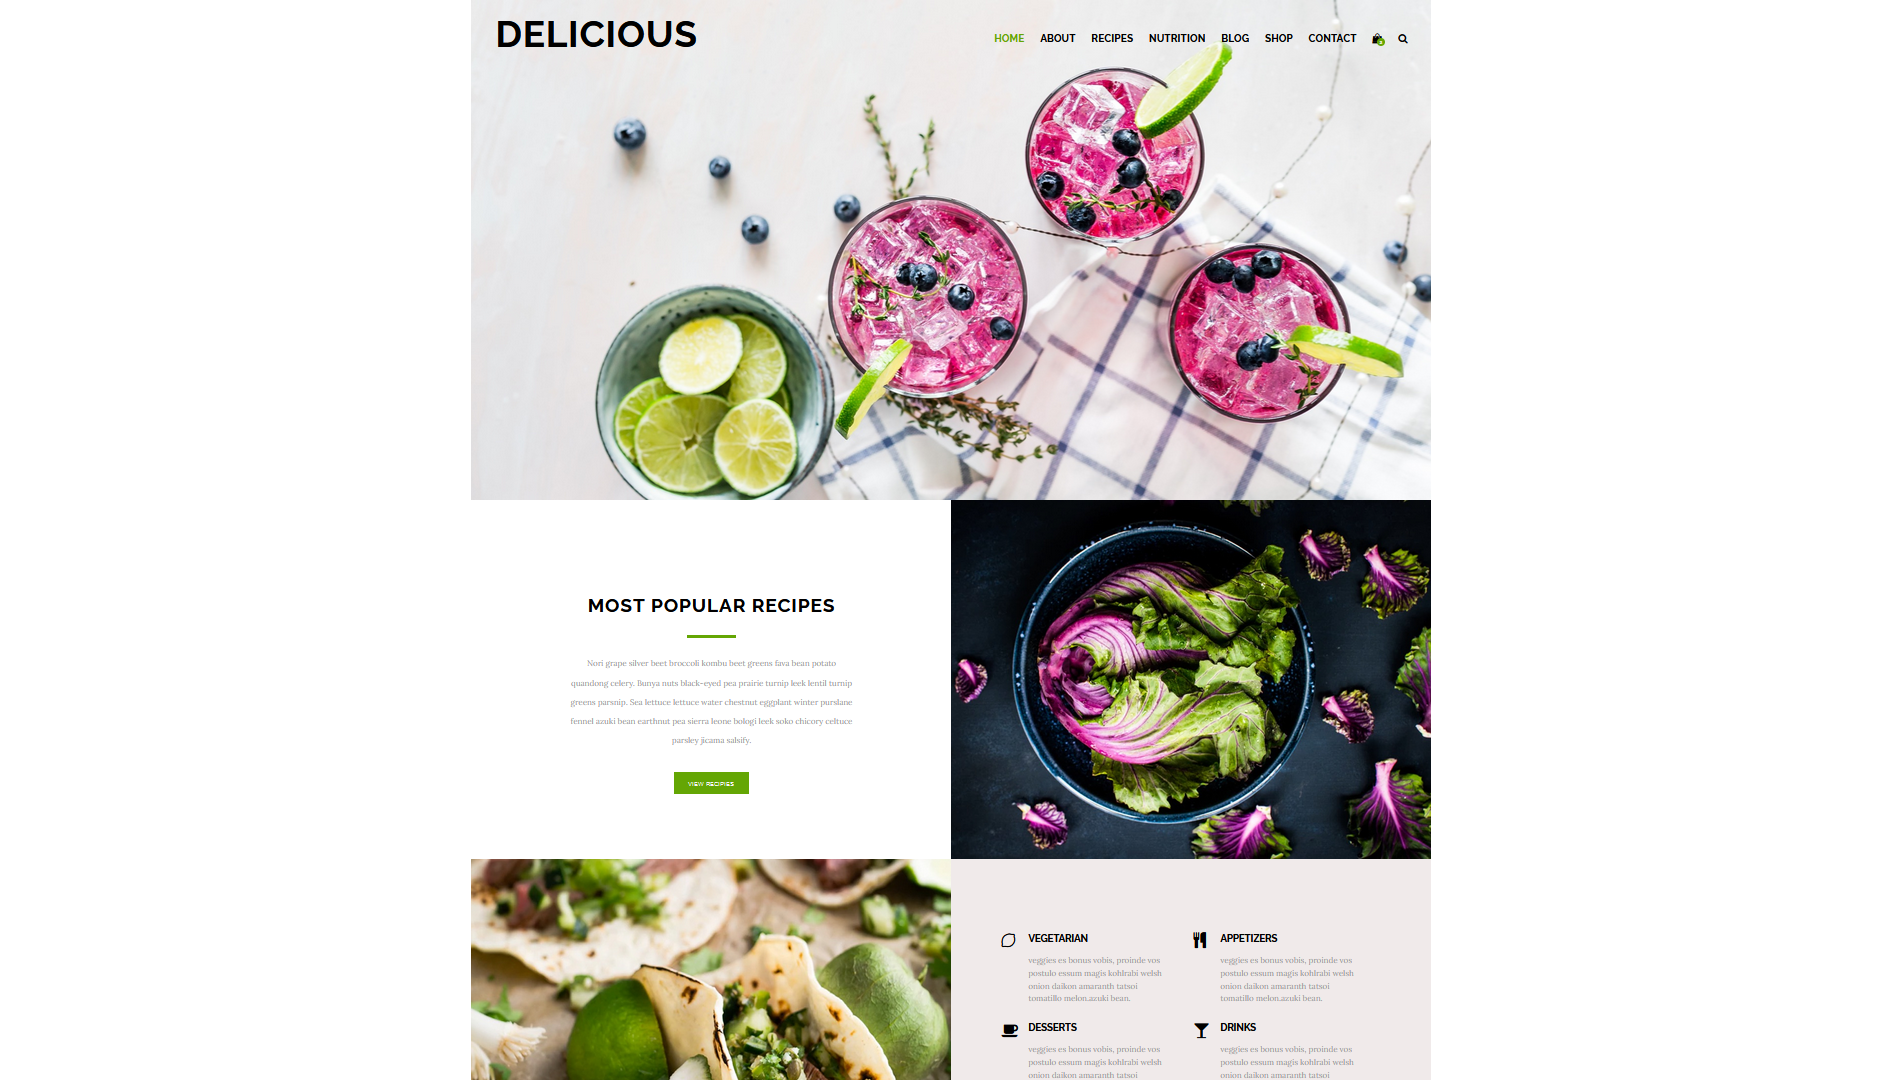 DELICIOUS
HOME ABOUT RECIPES NUTRITION BLOG SHOP CONTACT
MOST POPULAR RECIPES
Nori grape silver beet broccoli kombu beet greens fava bean potato
quandong celery. Bunya nuts black-eyed pea prairie turnip leek lentil turnip
greens parsnip. Sea lettuce lettuce water chestnut eggplant winter purslane
fennel azuki bean earthnut pea sierra leone bologi leek soko chicory celtuce
parsley jicama salsify.
VIEW RECIPIES
VEGETARIAN
veggies es bonus vobis, proinde vos
postulo essum magis kohlrabi welsh
onion daikon amaranth tatsoi
tomatillo melon.azuki bean.
APPETIZERS
veggies es bonus vobis, proinde vos
postulo essum magis kohlrabi welsh
onion daikon amaranth tatsoi
tomatillo melon.azuki bean.
DESSERTS
veggies es bonus vobis, proinde vos
postulo essum magis kohlrabi welsh
onion daikon amaranth tatsoi
DRINKS
veggies es bonus vobis, proinde vos
postulo essum magis kohlrabi welsh
onion daikon amaranth tatsoi